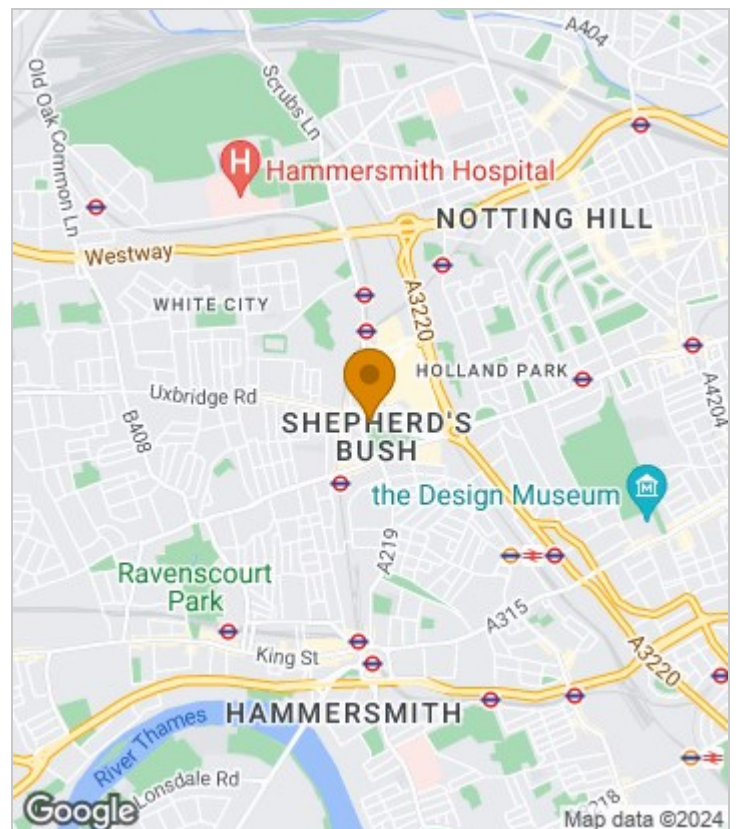 A404
Scrubs Ln
Old Oak Common Ln
H
Hammersmith Hospital
NOTTING HILL
Westway
A3220
WHITE CITY
HOLLAND PARK
Uxbridge Rd
A4204
B408
SHEPHERD'S
BUSH
M
the Design Museum
A219
Ravenscourt
Park
A315
King St
A3220
HAMMERSMITH
River Thames
Lonsdale Rd
Google
Map data ©2024